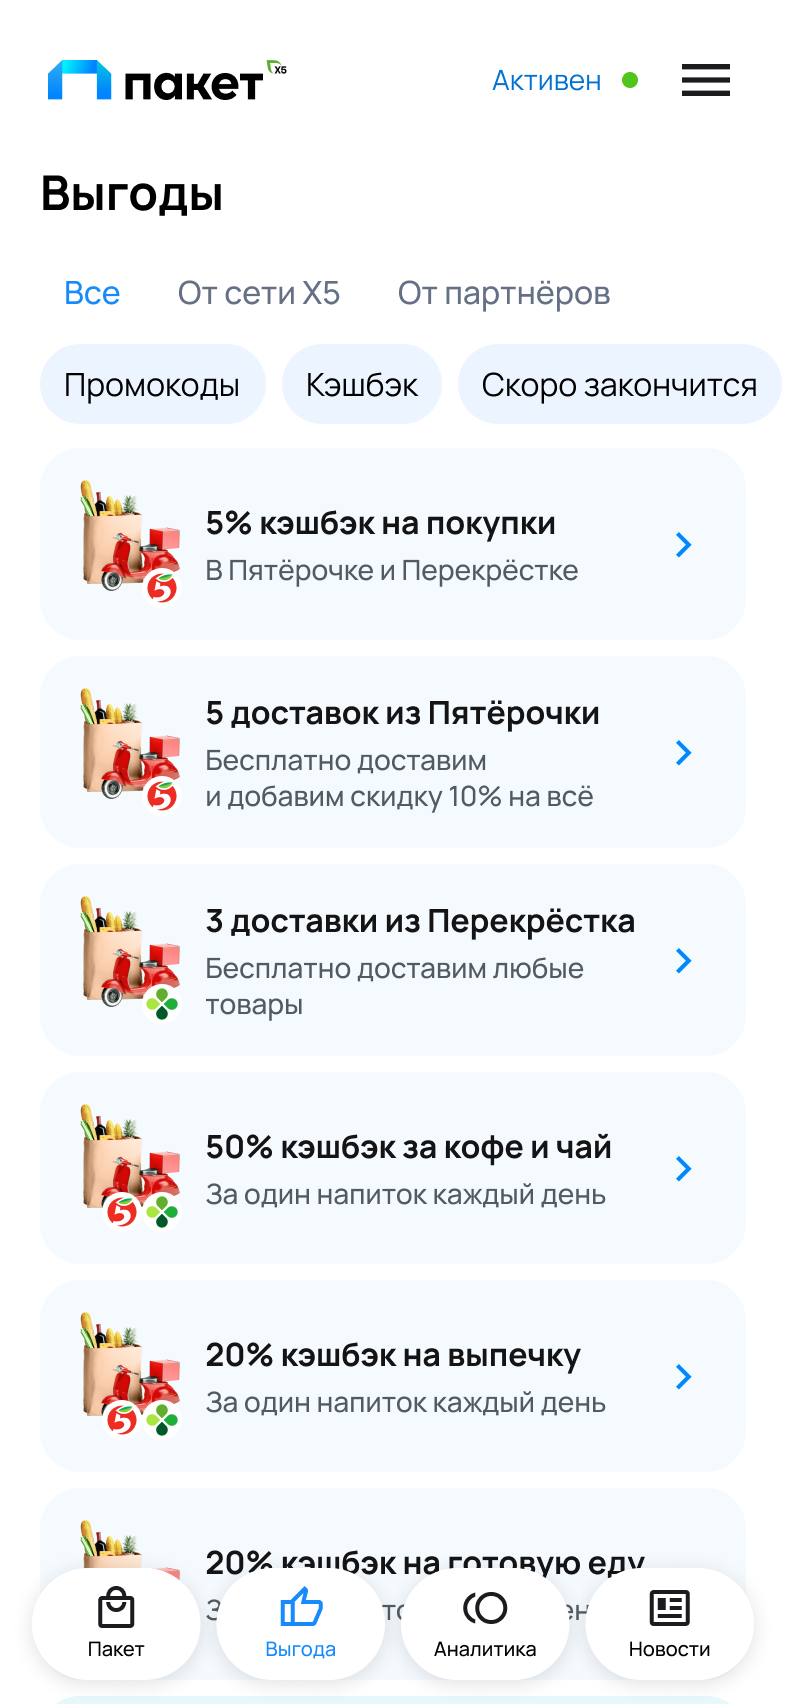 пакет X5
Активен
Выгоды
Все От сети X5 От партнёров
Промокоды Кэшбэк Скоро закончится
5% кэшбэк на покупки
В Пятёрочке и Перекрёстке
5 доставок из Пятёрочки
Бесплатно доставим
и добавим скидку 10% на всё
3 доставки из Перекрёстка
Бесплатно доставим любые
товары
50% кэшбэк за кофе и чай
За один напиток каждый день
20% кэшбэк на выпечку
За один напиток каждый день
20% кэшбэк на готовую еду
Пакет Выгода Аналитика Новости